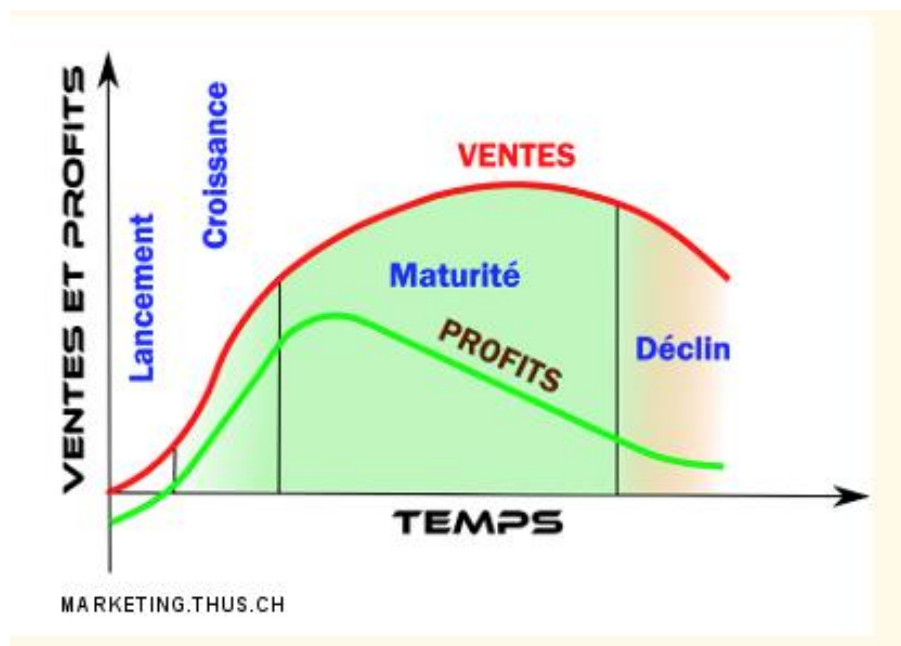 VENTES ET PROFITS
Lancement
Croissance
VENTES
Maturité
PROFITS
Déclin
TEMPS
MARKETING.THUS.CH